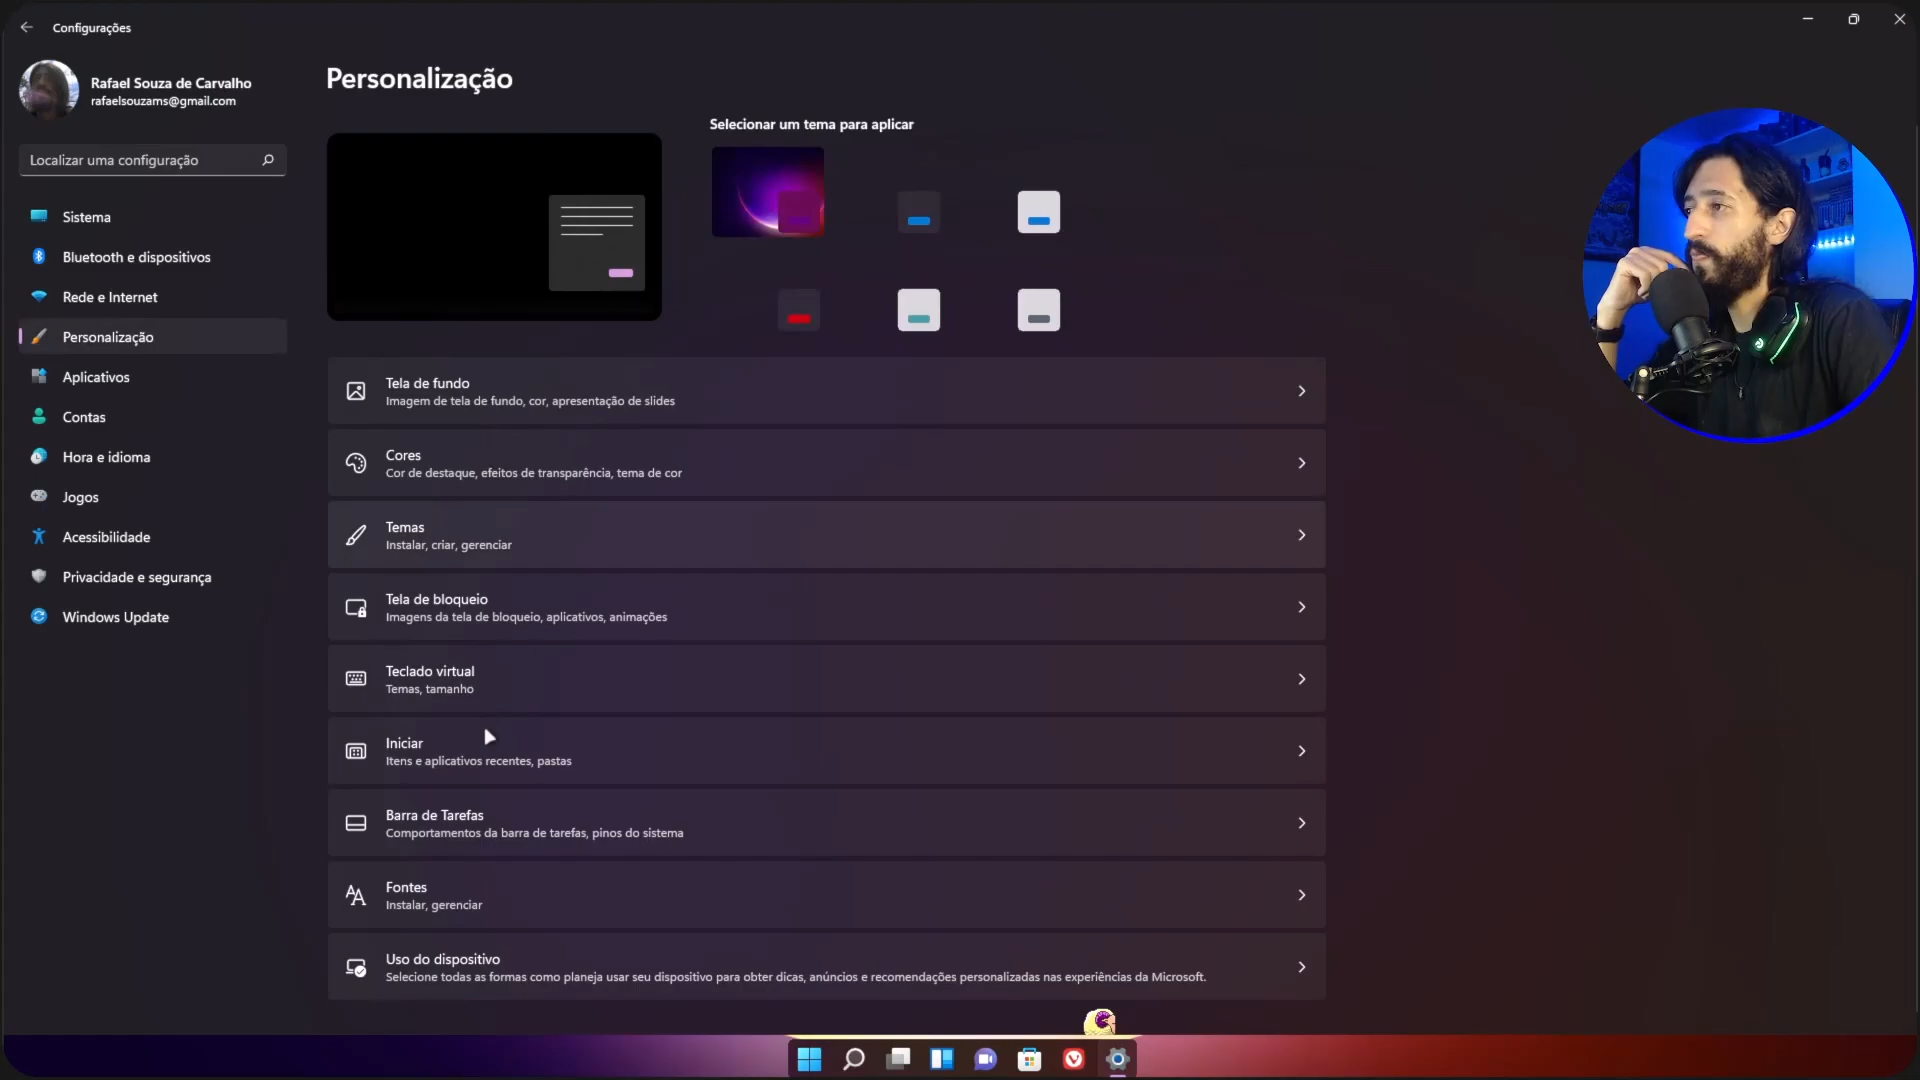 Configurações
Rafael Souza de Carvalho
rafaelsouzams@gmail.com
Localizar uma configuração
Sistema
Bluetooth e dispositivos
Rede e Internet
Personalização
Aplicativos
Contas
Hora e idioma
Jogos
Acessibilidade
Privacidade e segurança
Windows Update
Personalização
Selecionar um tema para aplicar
Tela de fundo
Imagem de tela de fundo, cor, apresentação de slides
Cores
Cor de destaque, efeitos de transparência, tema de cor
Temas
Instalar, criar, gerenciar
Tela de bloqueio
Imagens da tela de bloqueio, aplicativos, animações
Teclado virtual
Temas, tamanho
Iniciar
Itens e aplicativos recentes, pastas
Barra de Tarefas
Comportamentos da barra de tarefas, pinos do sistema
Fontes
Instalar, gerenciar
Uso do dispositivo
Selecione todas as formas como planeja usar seu dispositivo para obter dicas, anúncios e recomendações personalizadas nas experiências da Microsoft.